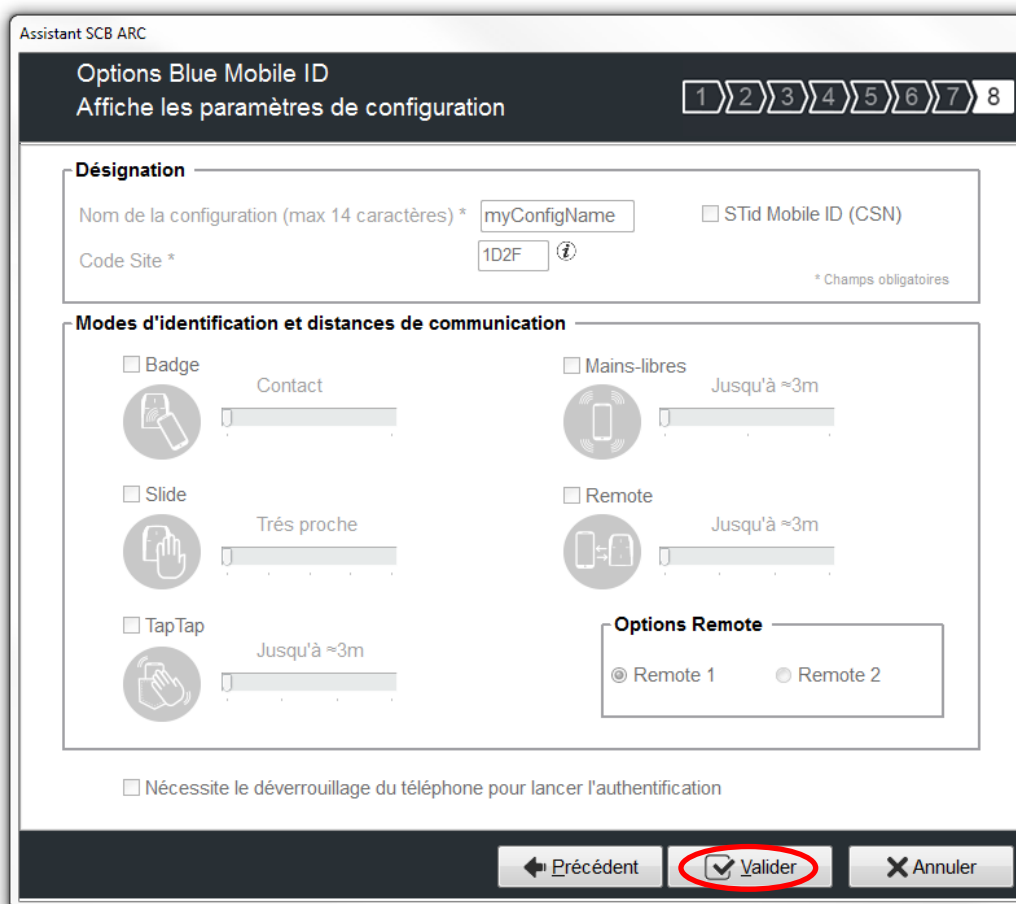 Assistant SCB ARC
Options Blue Mobile ID
Affiche les paramètres de configuration
1 2 3 4 5 6 7 8
Désignation
Nom de la configuration (max 14 caractères) * myConfigName STid Mobile ID (CSN)
Code Site * 1D2F i
* Champs obligatoires
Modes d'identification et distances de communication
Badge
Contact
Mains-libres
Jusqu'à ≈3m
Slide
Trés proche
Remote
Jusqu'à ≈3m
TapTap
Jusqu'à ≈3m
Options Remote
Remote 1 Remote 2
Nécessite le déverrouillage du téléphone pour lancer l'authentification
Précédent Valider Annuler